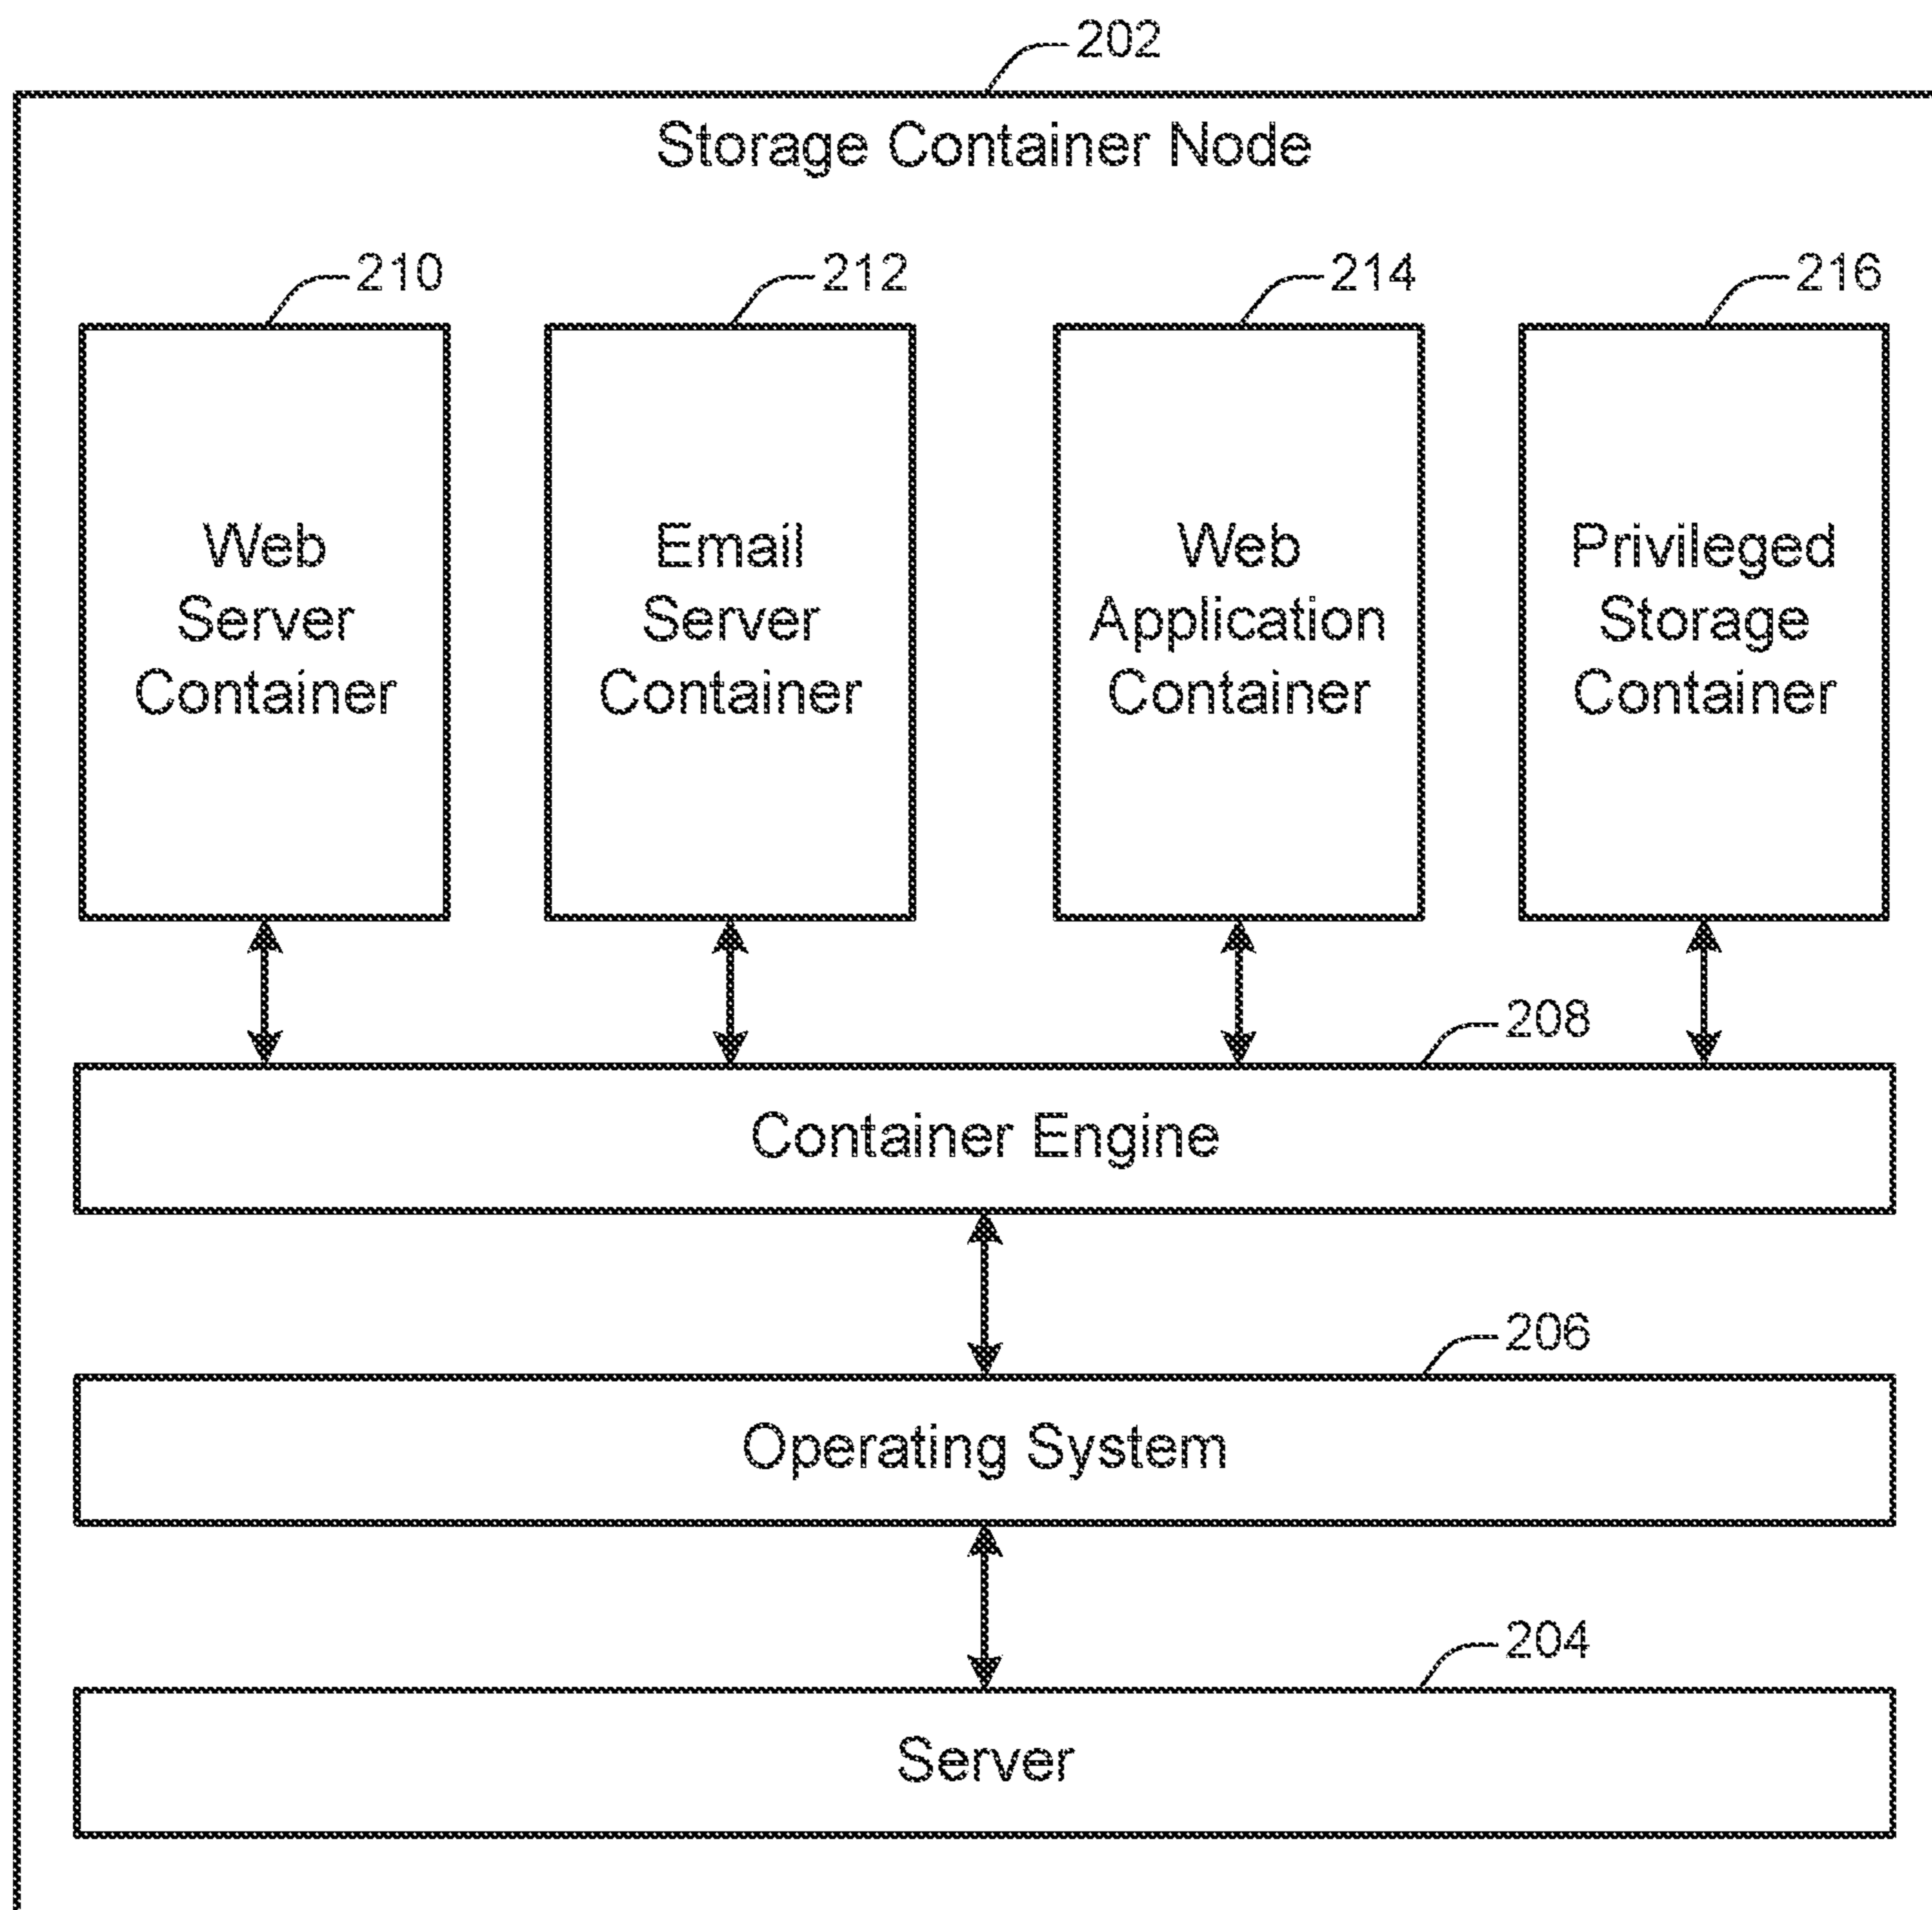 202
Storage Container Node
210
212
214
216
Web
Server
Container
Email
Server
Container
Web
Application
Container
Privileged
Storage
Container
208
Container Engine
206
Operating System
204
Server